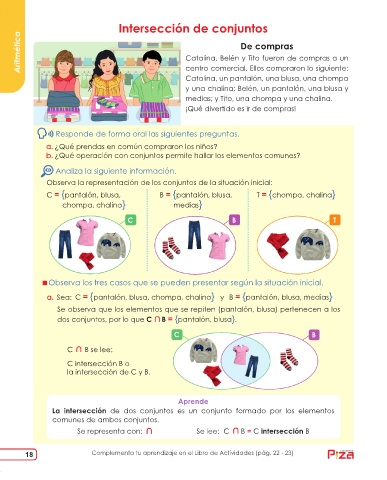 Aritmética
Intersección de conjuntos
De compras
Catalina, Belén y Tito fueron de compras a un
centro comercial. Ellos compraron lo siguiente:
Catalina, un pantalón, una blusa, una chompa
y una chalina; Belén, un pantalón, una blusa y
medias; y Tito, una chompa y una chalina.
¡Qué divertido es ir de compras!
Responde de forma oral las siguientes preguntas.
a. ¿Qué prendas en común compraron los niños?
b. ¿Qué operación con conjuntos permite hallar los elementos comunes?
Analiza la siguiente información.
Observa la representación de los conjuntos de la situación inicial:
C = {pantalón, blusa, chompa, chalina}
B = {pantalón, blusa, medias}
T = {chompa, chalina}
C B T
Observa los tres casos que se pueden presentar según la situación inicial.
a. Sea: C = {pantalón, blusa, chompa, chalina} y B = {pantalón, blusa, medias}
Se observa que los elementos que se repiten (pantalón, blusa) pertenecen a los
dos conjuntos, por lo que C ∩ B = {pantalón, blusa}.
C B
C ∩ B se lee:
C intersección B o
la intersección de C y B.
Aprende
La intersección de dos conjuntos es un conjunto formado por los elementos
comunes de ambos conjuntos.
Se representa con: ∩ Se lee: C ∩ B = C intersección B
18
Complementa tu aprendizaje en el Libro de Actividades (pág. 22 - 23)